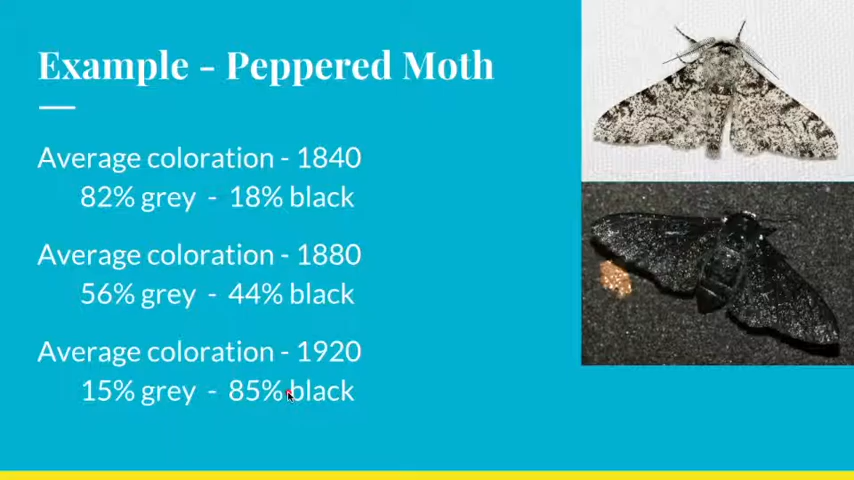 Example - Peppered Moth
Average coloration - 1840
82% grey - 18% black
Average coloration - 1880
56% grey - 44% black
Average coloration - 1920
15% grey - 85% black